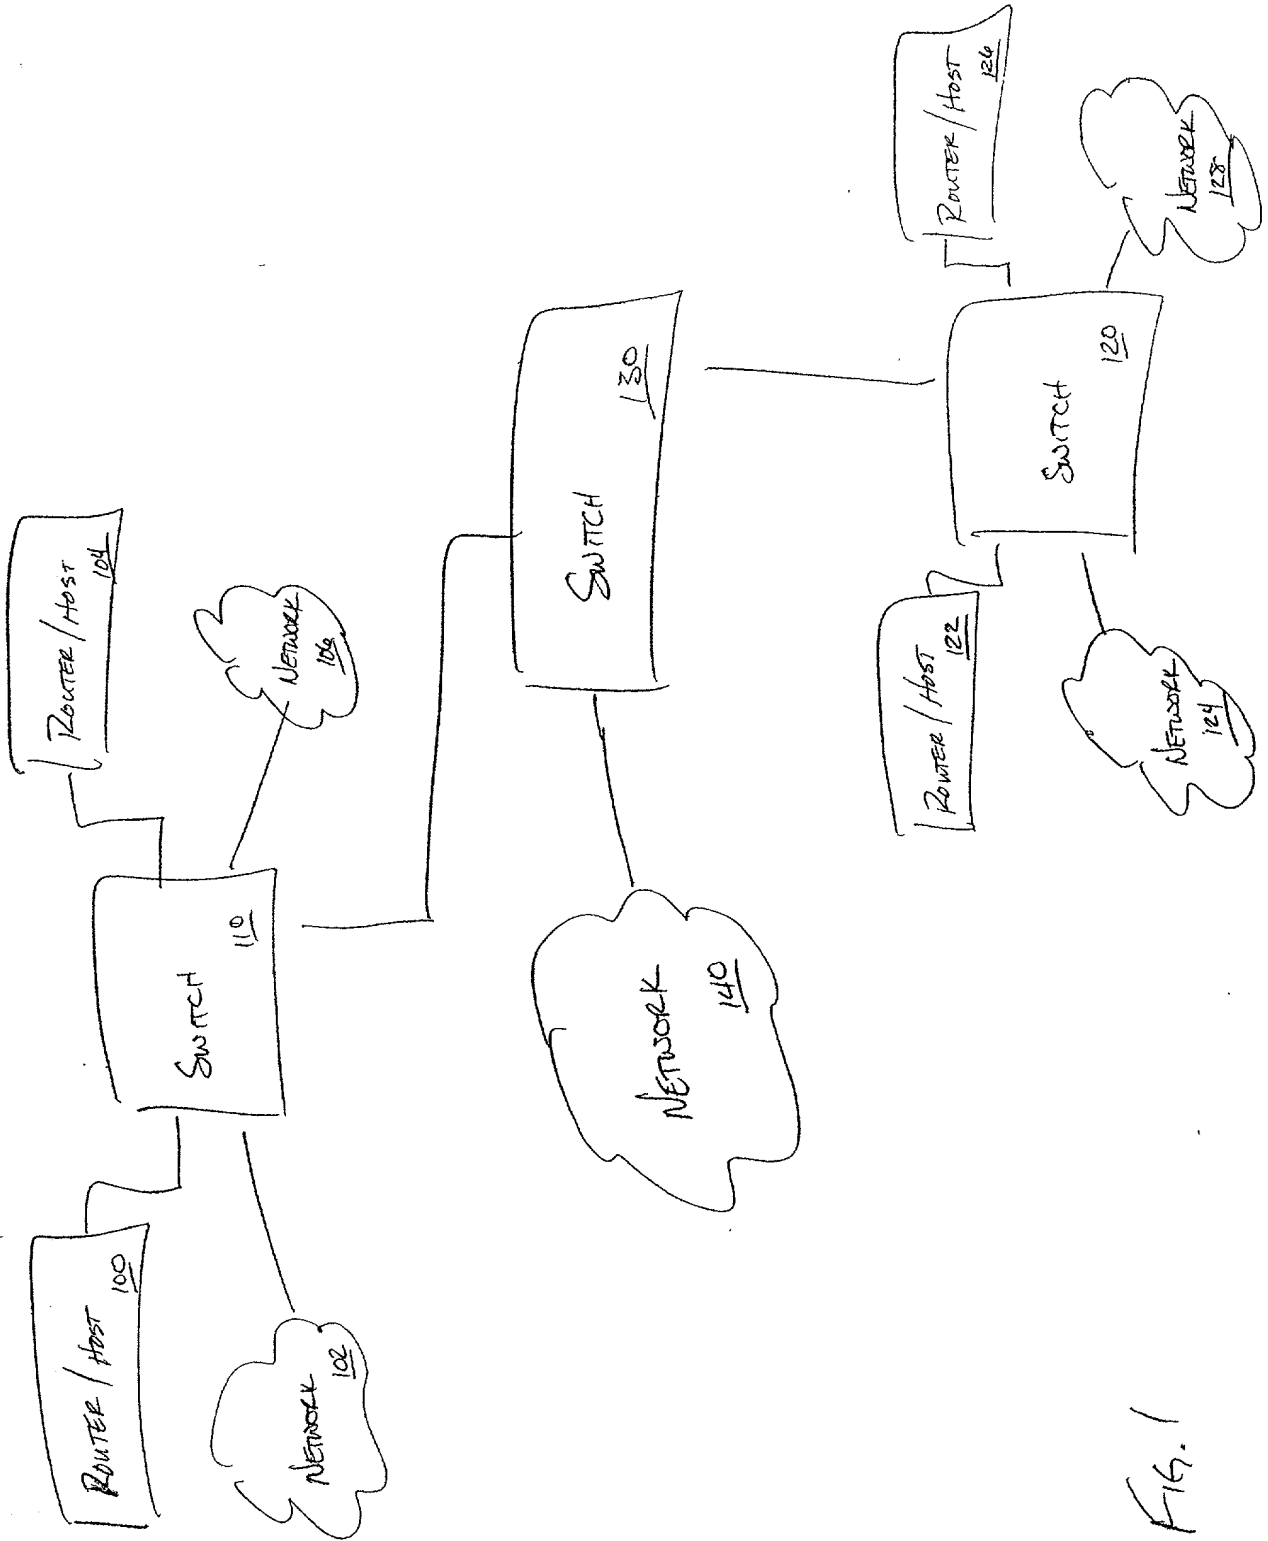 ROUTER/HOST
100
NETWORK
102
SWITCH
110
ROUTER/HOST
104
NETWORK
106
NETWORK
140
SWITCH
130
ROUTER/HOST
122
NETWORK
124
SWITCH
120
ROUTER/HOST
126
NETWORK
128
FIG. 1